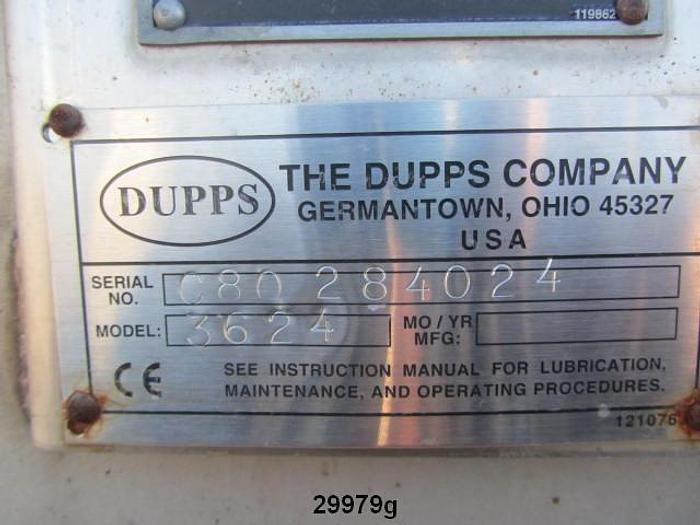 119862
DUPPS
THE DUPPS COMPANY
GERMANTOWN, OHIO 45327
USA
SERIAL NO. C80 284024
MODEL: 3624 MO / YR MFG:
CE
SEE INSTRUCTION MANUAL FOR LUBRICATION,
MAINTENANCE, AND OPERATING PROCEDURES.
121075
29979g